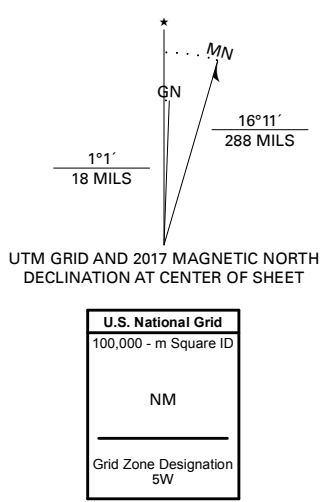 ★
MN
GN
16°11´
288 MILS
1°1´
18 MILS
UTM GRID AND 2017 MAGNETIC NORTH
DECLINATION AT CENTER OF SHEET
U.S. National Grid
100,000 - m Square ID
NM
Grid Zone Designation
5W